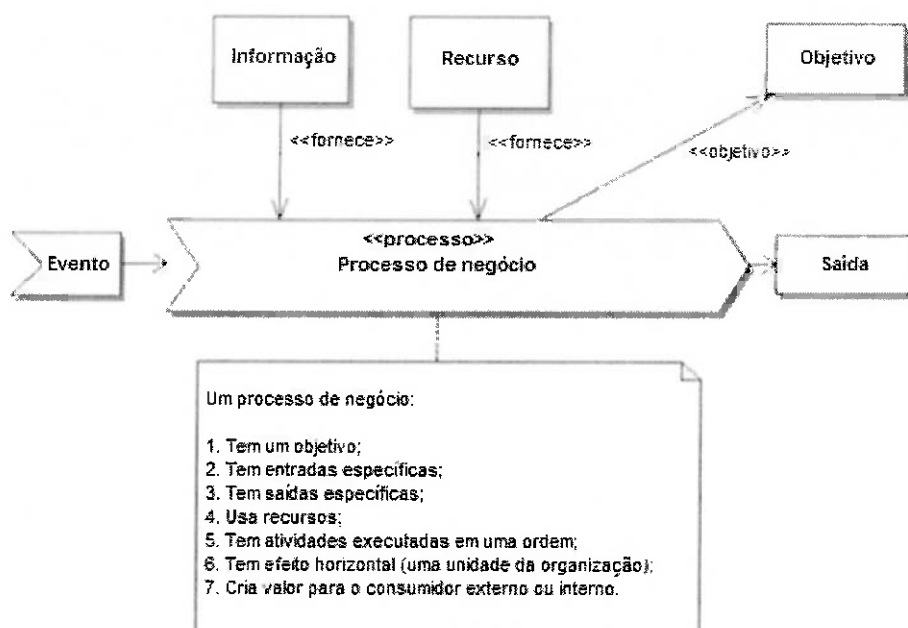 Informação
Recurso
Objetivo
<<fornece>>
<<fornece>>
<<objetivo>>
<<processo>>
Evento
Processo de negócio
Saída
Um processo de negócio:
1. Tem um objetivo;
2. Tem entradas específicas;
3. Tem saídas específicas;
4. Usa recursos;
5. Tem atividades executadas em uma ordem;
6. Tem efeito horizontal (uma unidade da organização);
7. Cria valor para o consumidor externo ou interno.